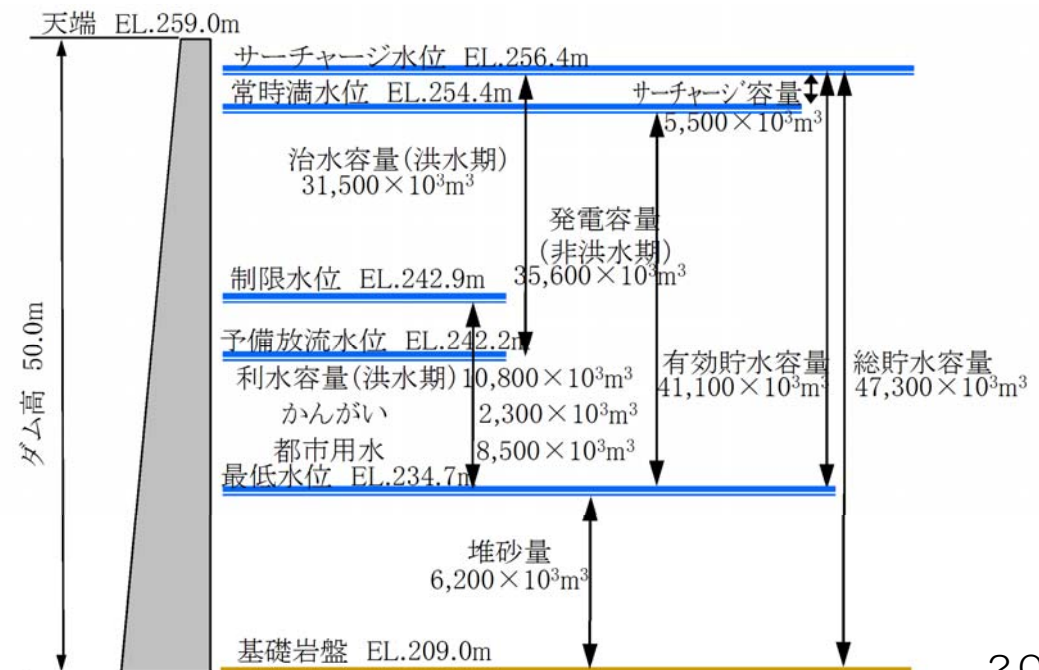 天端 EL.259.0m
サーチャージ水位 EL.256.4m
常時満水位 EL.254.4m
サーチャージ容量
5,500×10³m³
治水容量(洪水期)
31,500×10³m³
発電容量
(非洪水期)
35,600×10³m³
制限水位 EL.242.9m
予備放流水位 EL.242.2m
利水容量(洪水期)10,800×10³m³
かんがい 2,300×10³m³
都市用水 8,500×10³m³
有効貯水容量
41,100×10³m³
総貯水容量
47,300×10³m³
最低水位 EL.234.7m
堆砂量
6,200×10³m³
基礎岩盤 EL.209.0m
ダム高 50.0m